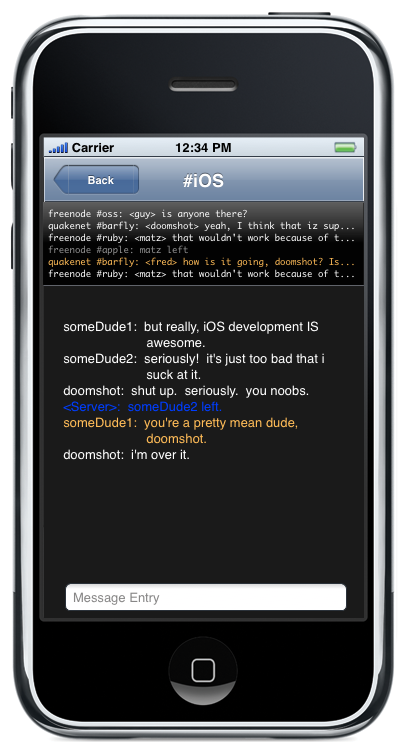 Carrier 12:34 PM
Back #iOS
freenode #oss: <guy> is anyone there?
quakenet #barfly: <doomshot> yeah, I think that iz sup...
freenode #ruby: <matz> that wouldn't work because of t...
freenode #apple: matz left
quakenet #barfly: <fred> how is it going, doomshot? Is...
freenode #ruby: <matz> that wouldn't work because of t...
someDude1: but really, iOS development IS
awesome.
someDude2: seriously! it's just too bad that i
suck at it.
doomshot: shut up. seriously. you noobs.
<Server>: someDude2 left.
someDude1: you're a pretty mean dude,
doomshot.
doomshot: i'm over it.
Message Entry